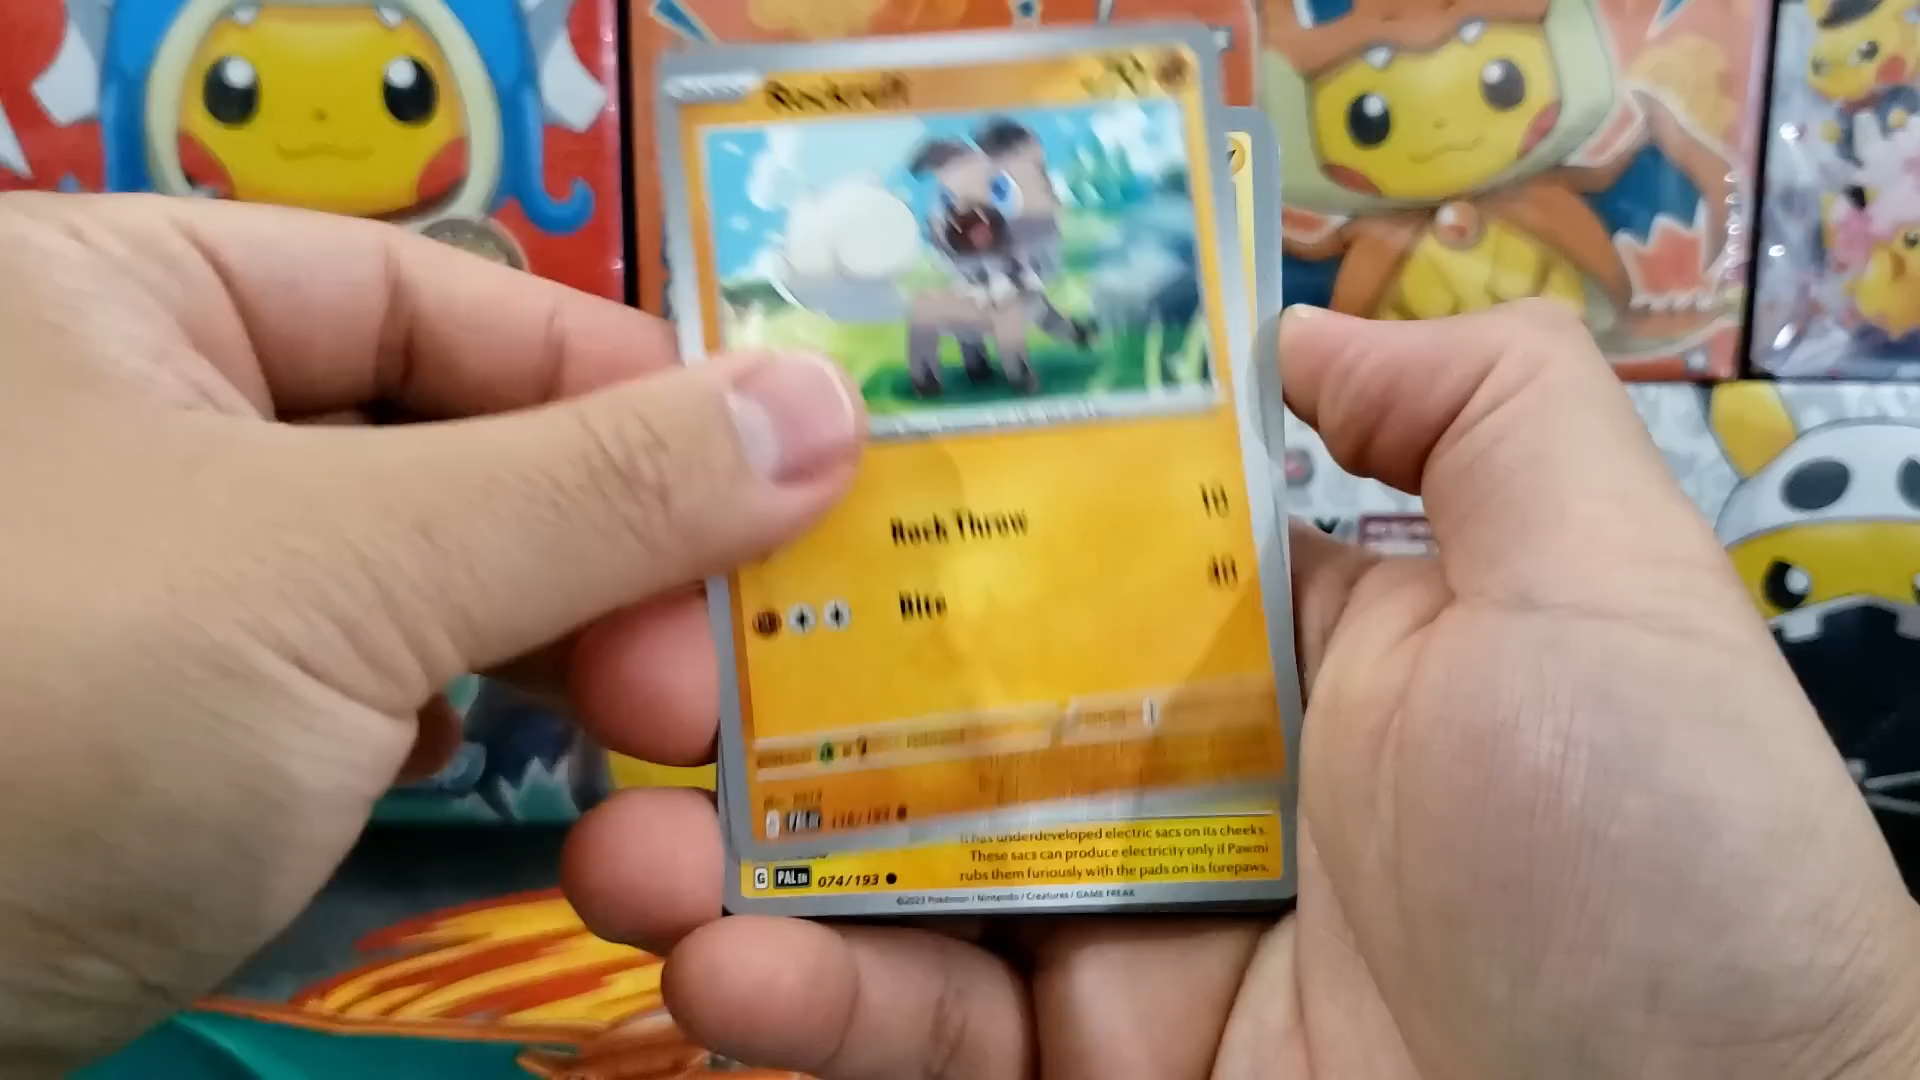 Rockruff 70
Rock Throw 10
Bite 40
G PAL EN 074/193
It has underdeveloped electric sacs on its cheeks.
These sacs can produce electricity only if Pawmi
rubs them furiously with the pads on its forepaws.
©2023 Pokémon / Nintendo / Creatures / GAME FREAK